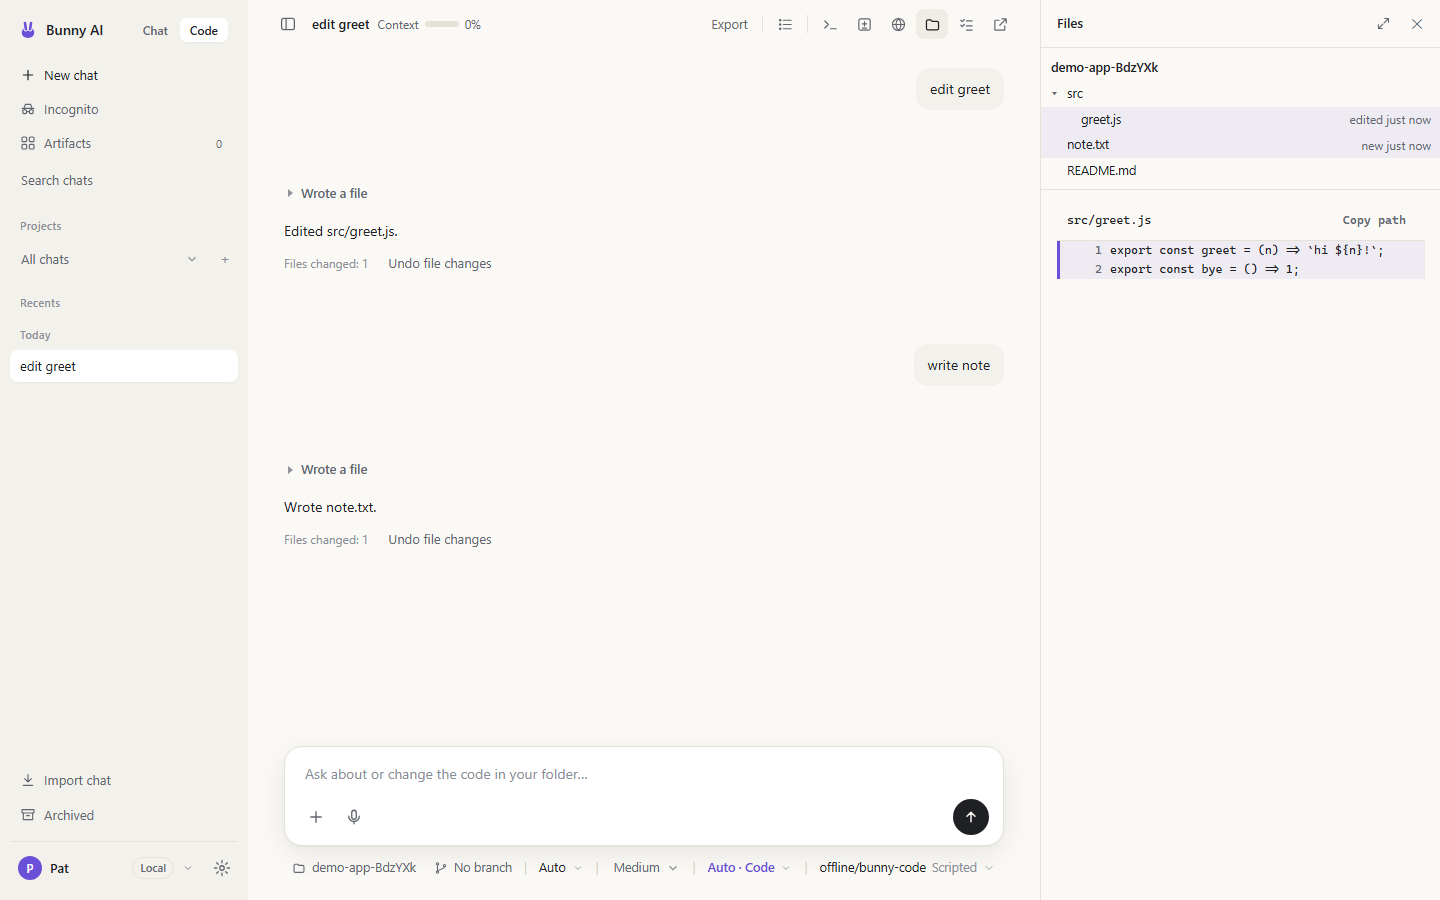 Bunny AI
Chat
Code
New chat
Incognito
Artifacts 0
Search chats
Projects
All chats +
Recents
Today
edit greet
Import chat
Archived
P Pat Local
edit greet Context 0%
Export
edit greet
Wrote a file
Edited src/greet.js.
Files changed: 1 Undo file changes
write note
Wrote a file
Wrote note.txt.
Files changed: 1 Undo file changes
Ask about or change the code in your folder...
demo-app-BdzYXk No branch Auto Medium Auto · Code offline/bunny-code Scripted
Files
demo-app-BdzYXk
src
greet.js edited just now
note.txt new just now
README.md
src/greet.js Copy path
1 export const greet = (n) => `hi ${n}!`;
2 export const bye = () => 1;